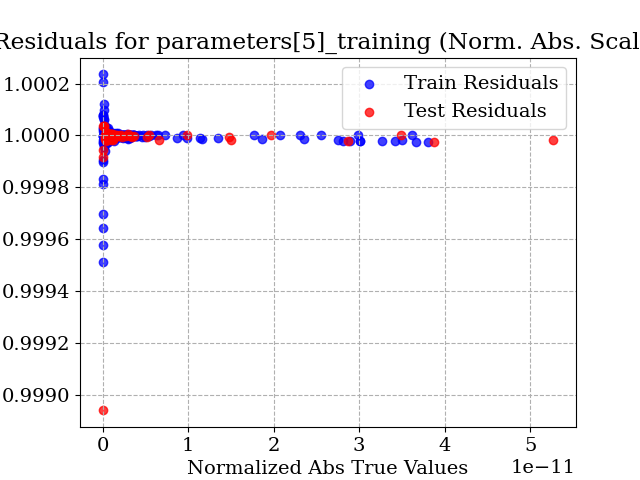 Residuals for parameters[5]_training (Norm. Abs. Scal
Train Residuals
Test Residuals
1.0002
1.0000
0.9998
0.9996
0.9994
0.9992
0.9990
0 1 2 3 4 5
Normalized Abs True Values 1e−11